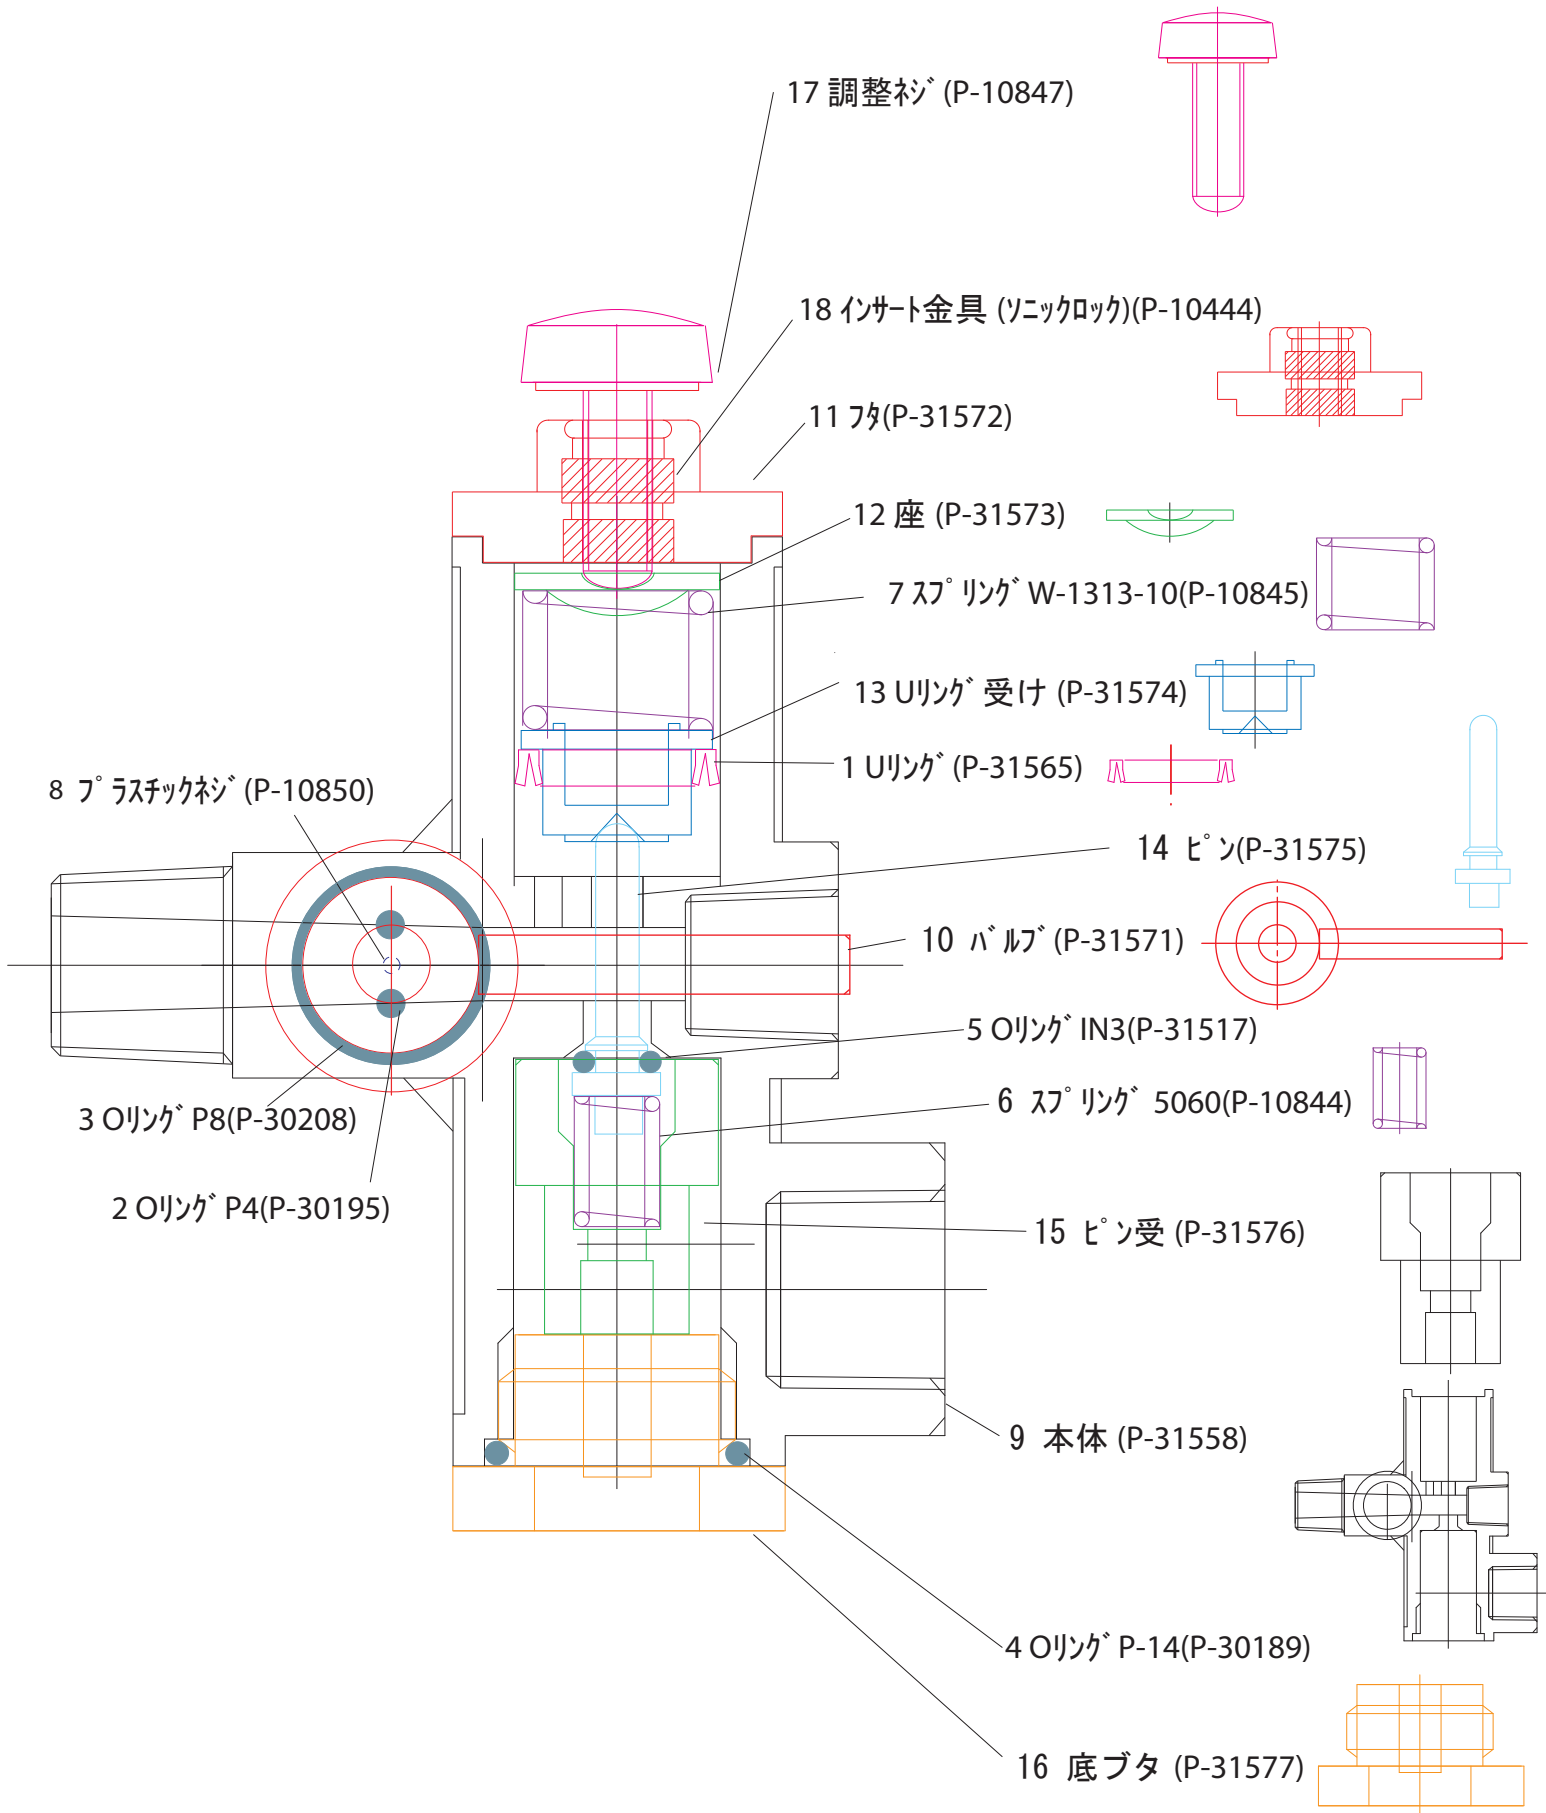 17 調整ネジ (P-10847)
18 インサート金具 (ソニックロック)(P-10444)
11 フタ(P-31572)
12 座 (P-31573)
7 スプリング W-1313-10(P-10845)
13 Uリング 受け (P-31574)
1 Uリング (P-31565)
8 プラスチックネジ (P-10850)
14 ピン(P-31575)
10 バルブ (P-31571)
5 Oリング IN3(P-31517)
6 スプリング 5060(P-10844)
3 Oリング P8(P-30208)
2 Oリング P4(P-30195)
15 ピン受 (P-31576)
9 本体 (P-31558)
4 Oリング P-14(P-30189)
16 底ブタ (P-31577)